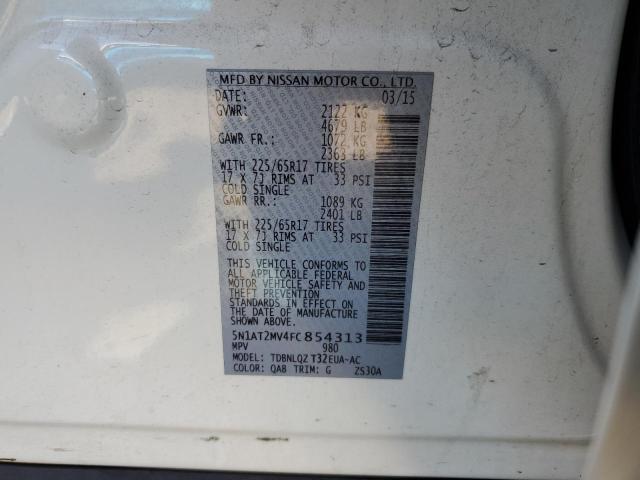 MFD BY NISSAN MOTOR CO., LTD.
DATE: 03/15
GVWR: 2122 KG
4679 LB
GAWR FR.: 1072 KG
2363 LB
WITH 225/65R17 TIRES
17 X 7J RIMS AT 33 PSI
COLD SINGLE
GAWR RR.: 1089 KG
2401 LB
WITH 225/65R17 TIRES
17 X 7J RIMS AT 33 PSI
COLD SINGLE
THIS VEHICLE CONFORMS TO
ALL APPLICABLE FEDERAL
MOTOR VEHICLE SAFETY AND
THEFT PREVENTION
STANDARDS IN EFFECT ON
THE DATE OF MANUFACTURE
SHOWN ABOVE.
5N1AT2MV4FC854313
MPV 980
MODEL: TDBNLQZ T32EUA-AC
COLOR: QAB TRIM: G ZS30A